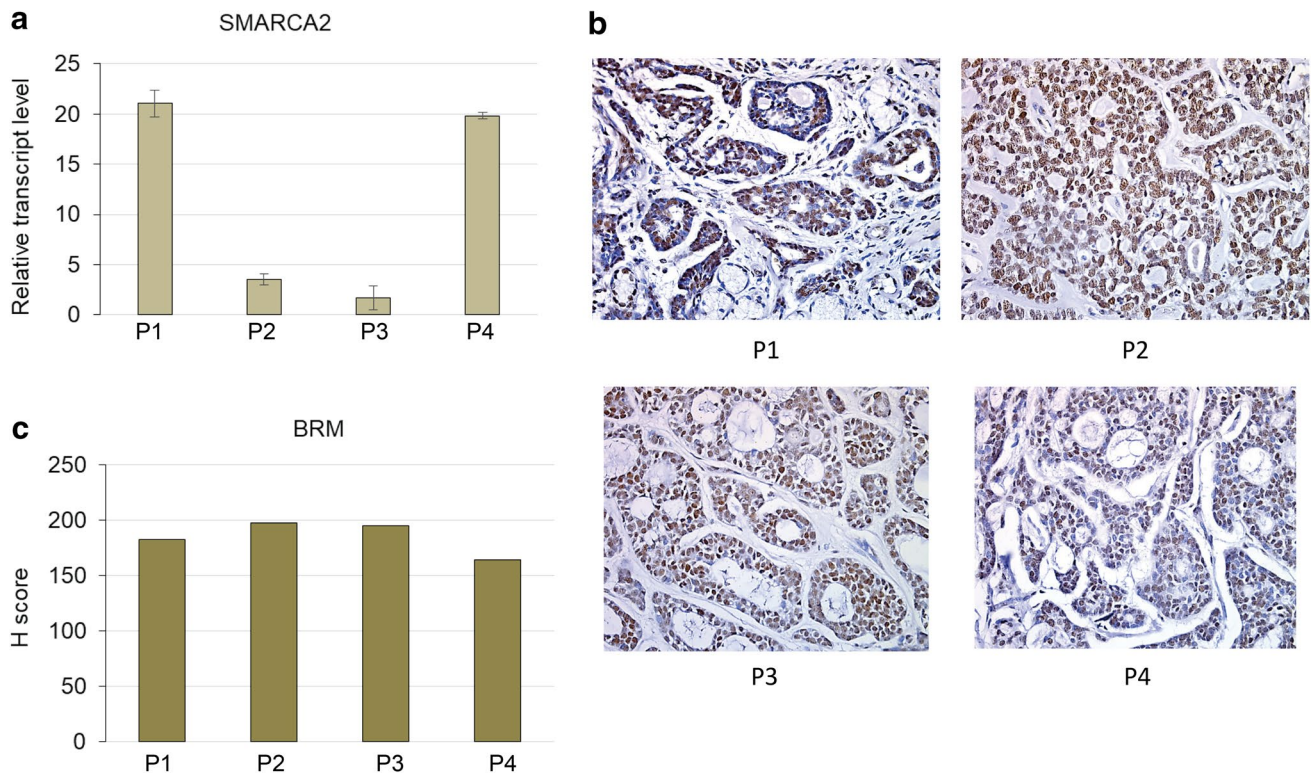 a
SMARCA2
Relative transcript level
25
20
15
10
5
0
P1 P2 P3 P4
b
P1 P2
P3 P4
c
BRM
H score
250
200
150
100
50
0
P1 P2 P3 P4